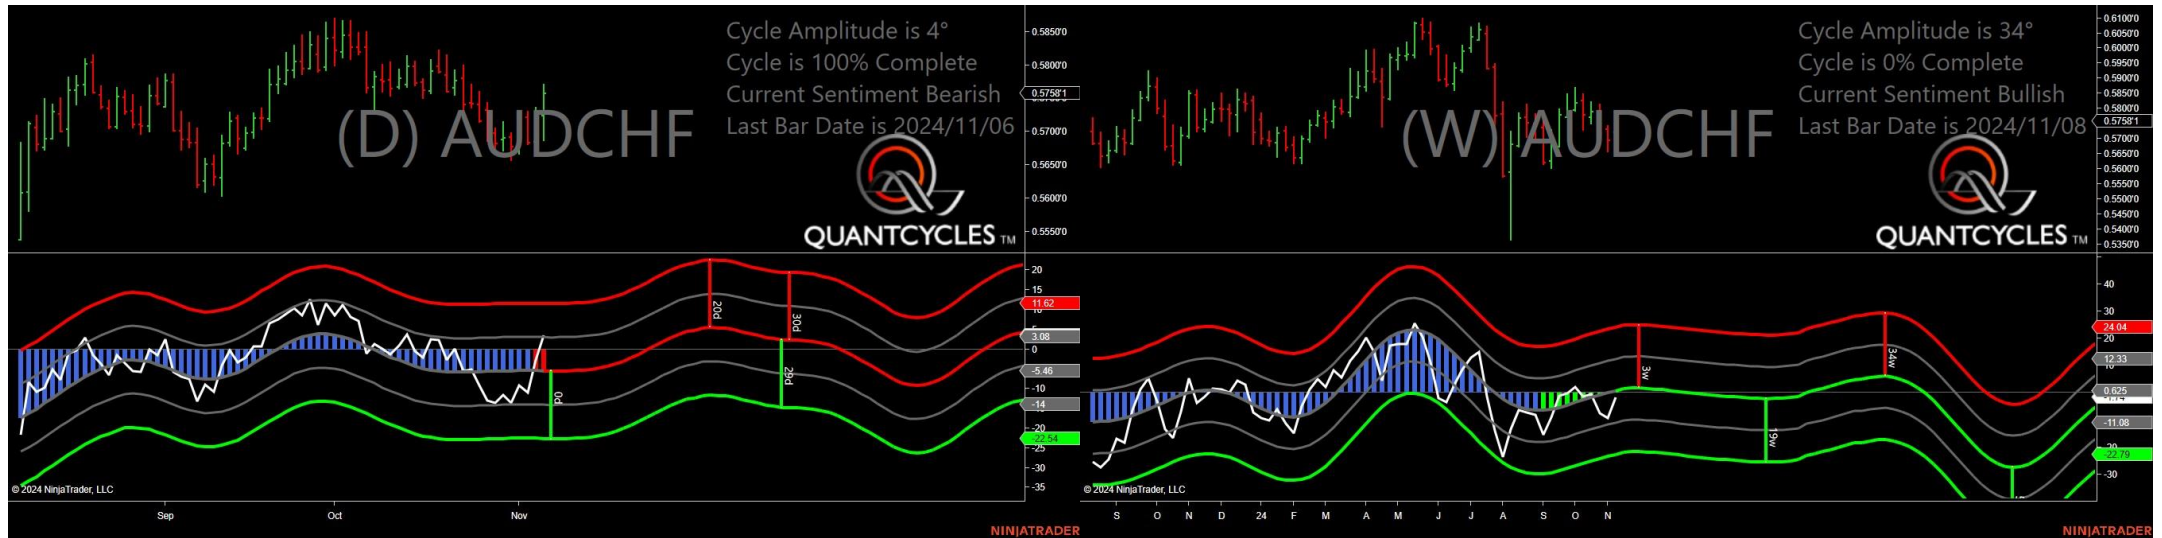 Cycle Amplitude is 4°
Cycle is 100% Complete
Current Sentiment Bearish
Last Bar Date is 2024/11/06
(D) AUDCHF
QUANTCYCLES TM
0.5850'0
0.5800'0
0.5758'1
0.5700'0
0.5650'0
0.5600'0
0.5550'0
20
15
11.62
3.08
0
-5.46
-10
-14
-20
-22.54
-25
-30
-35
20d
30d
29d
0d
© 2024 NinjaTrader, LLC
Sep Oct Nov
NINJATRADER
Cycle Amplitude is 34°
Cycle is 0% Complete
Current Sentiment Bullish
Last Bar Date is 2024/11/08
(W) AUDCHF
QUANTCYCLES TM
0.6100'0
0.6050'0
0.6000'0
0.5950'0
0.5900'0
0.5850'0
0.5800'0
0.5758'1
0.5700'0
0.5650'0
0.5600'0
0.5550'0
0.5500'0
0.5450'0
0.5400'0
0.5350'0
40
30
24.04
20
12.33
10
0.625
-11.08
-20
-22.79
-30
3w
19w
34w
© 2024 NinjaTrader, LLC
S O N D 24 F M A M J J A S O N
NINJATRADER